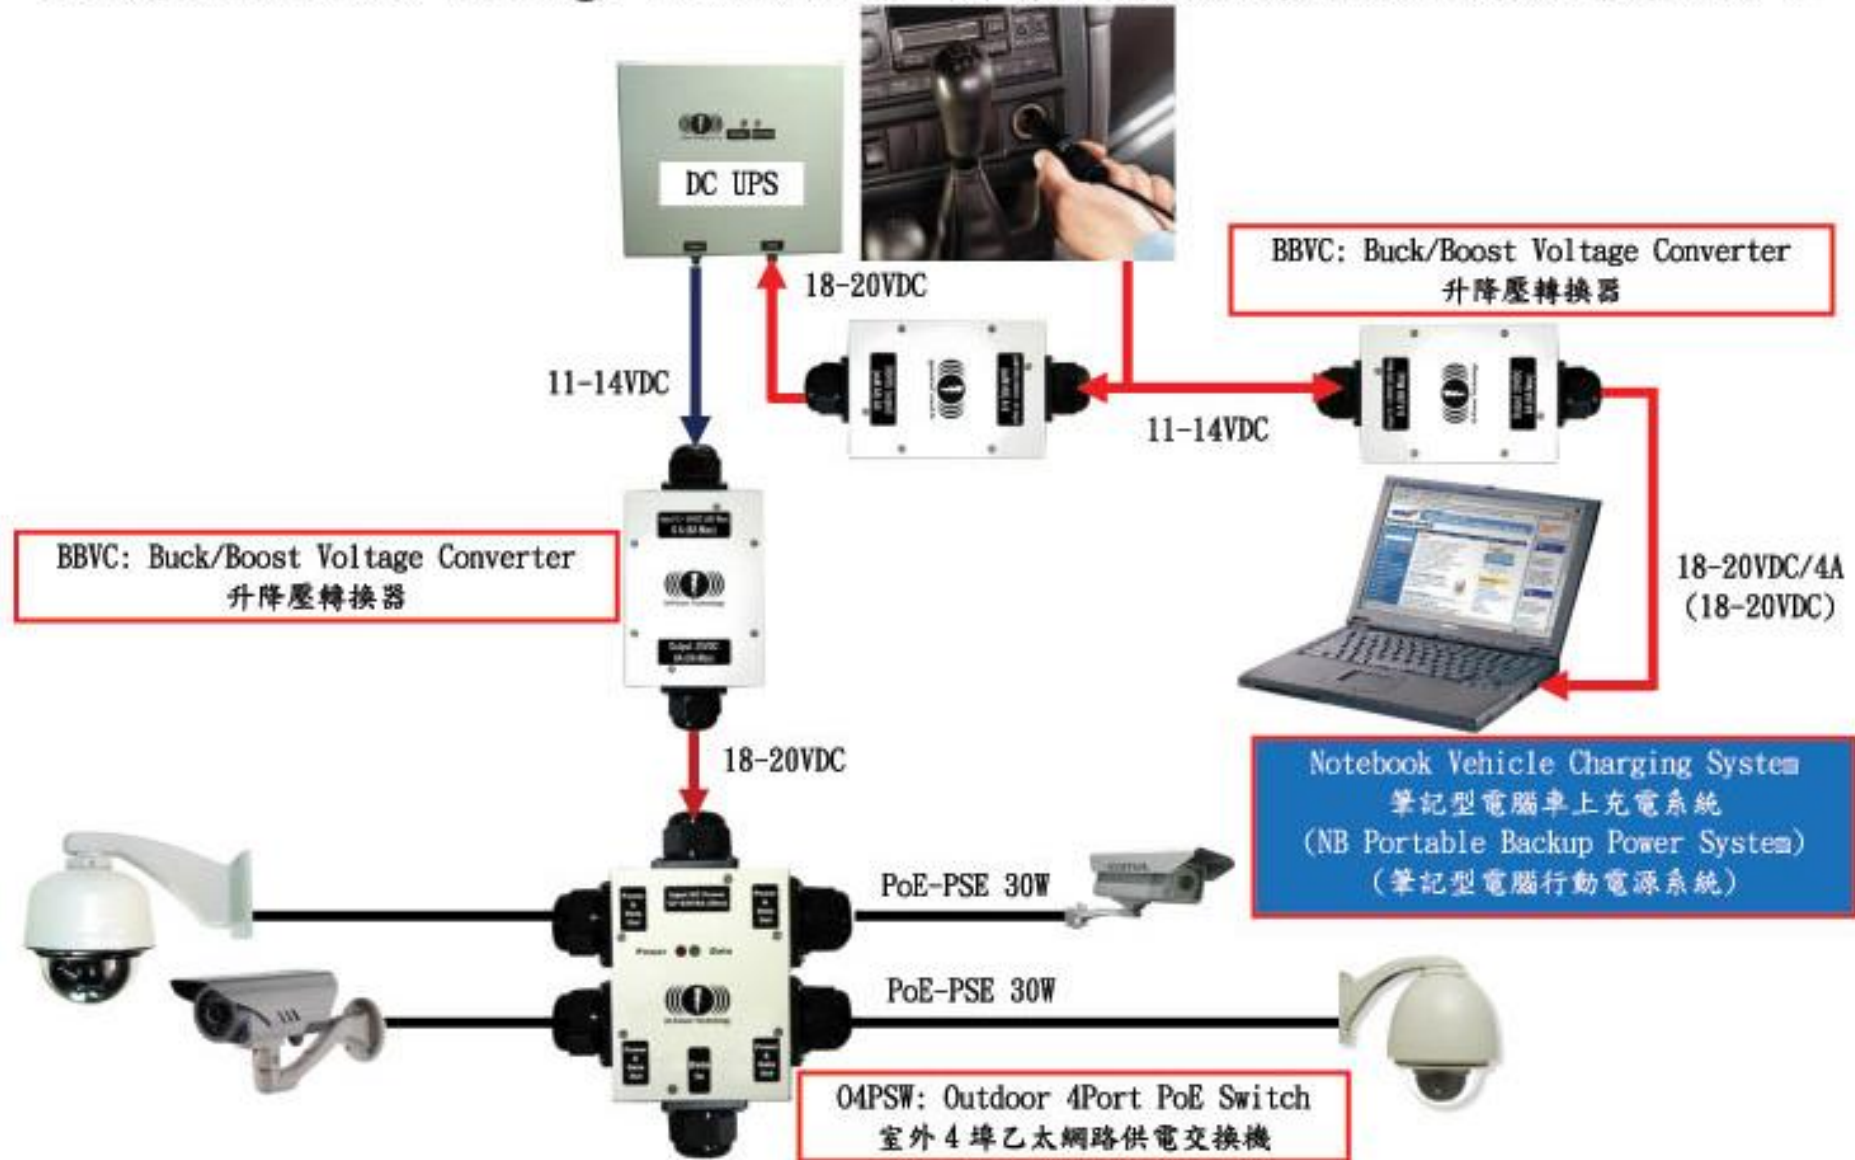 DC UPS
18-20VDC
BBVC: Buck/Boost Voltage Converter
升降壓轉換器
11-14VDC
11-14VDC
BBVC: Buck/Boost Voltage Converter
升降壓轉換器
18-20VDC/4A
(18-20VDC)
18-20VDC
Notebook Vehicle Charging System
筆記型電腦車上充電系統
(NB Portable Backup Power System)
(筆記型電腦行動電源系統)
PoE-PSE 30W
Power
Data
PoE-PSE 30W
O4PSW: Outdoor 4Port PoE Switch
室外4埠乙太網路供電交換機